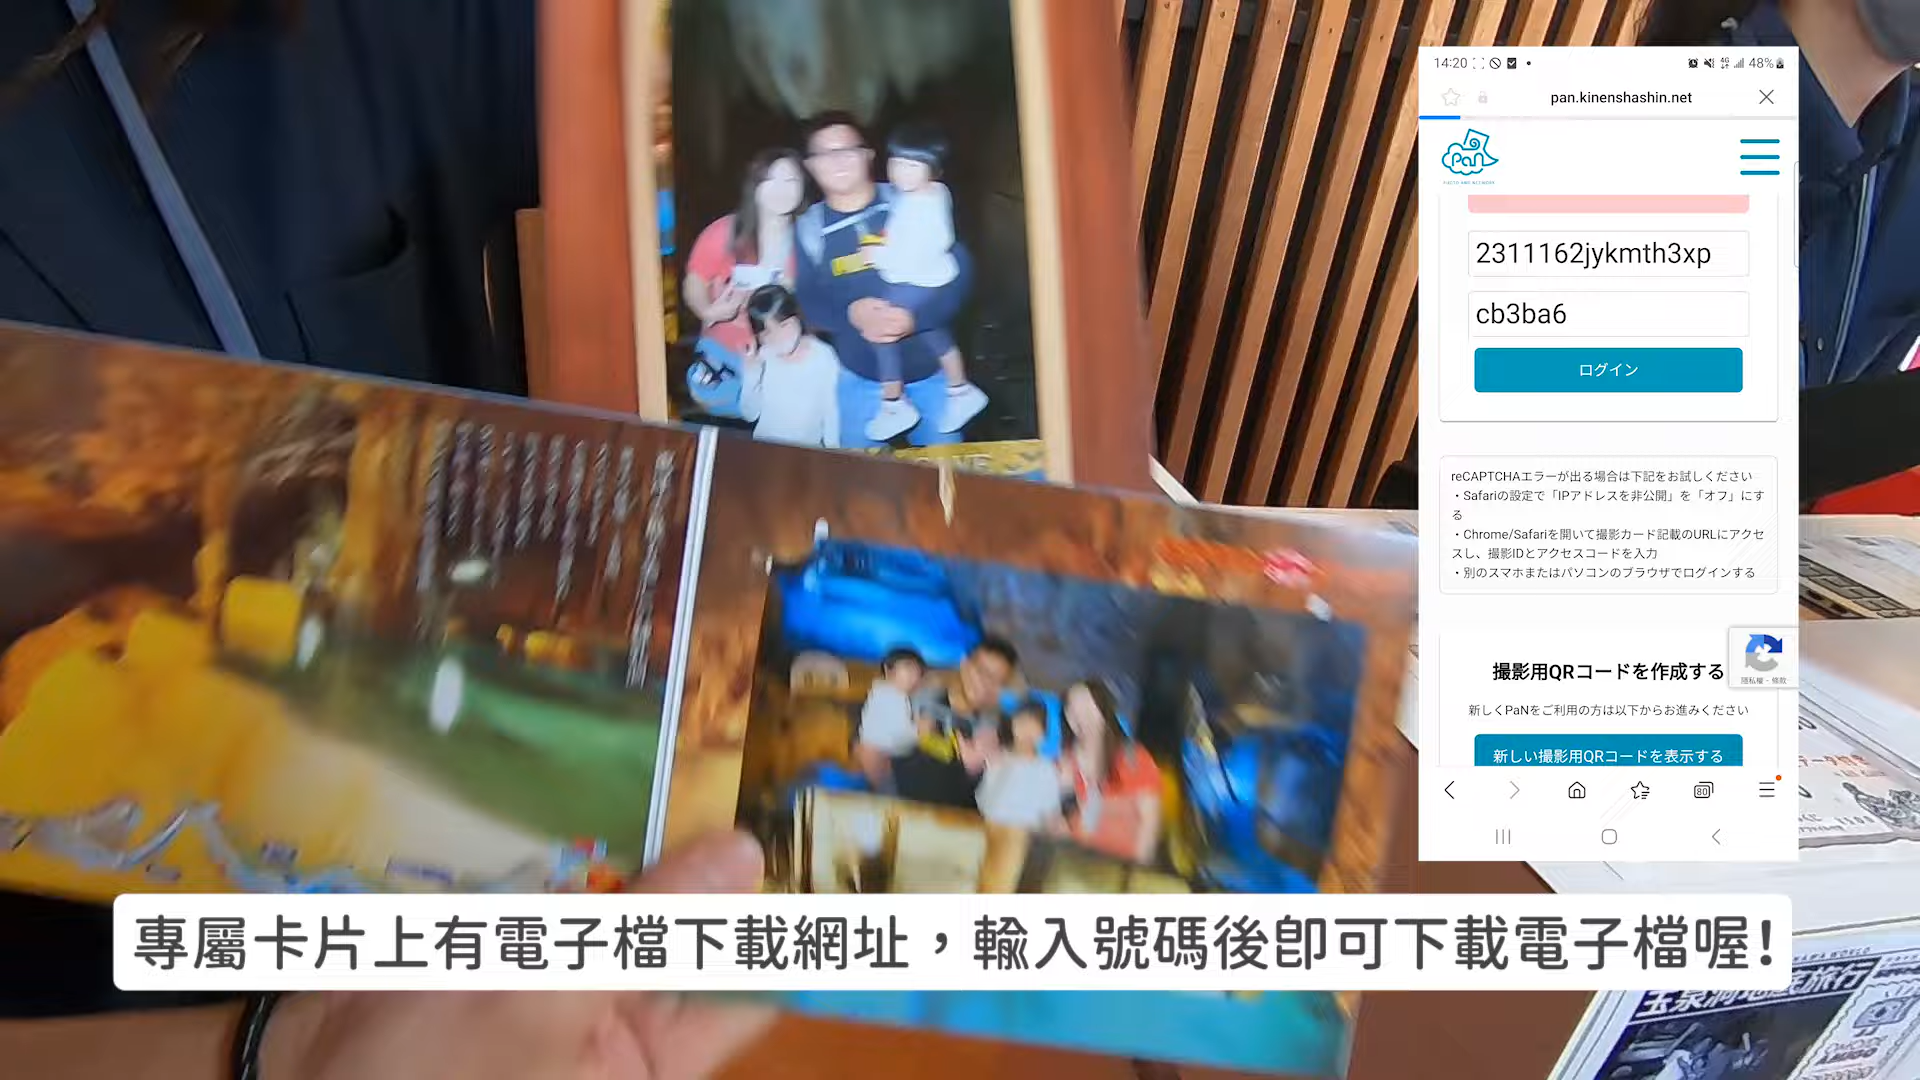 14:20
48%
pan.kinenshashin.net
PaN
2311162jykmth3xp
cb3ba6
ログイン
reCAPTCHAエラーが出る場合は下記をお試しください
・Safariの設定で「IPアドレスを非公開」を「オフ」にす
る
・Chrome/Safariを開いて撮影カード記載のURLにアクセ
スし、撮影IDとアクセスコードを入力
・別のスマホまたはパソコンのブラウザでログインする
撮影用QRコードを作成する
隱私權 - 條款
新しくPaNをご利用の方は以下からお進みください
新しい撮影用QRコードを表示する
80
專屬卡片上有電子檔下載網址，輸入號碼後即可下載電子檔喔!